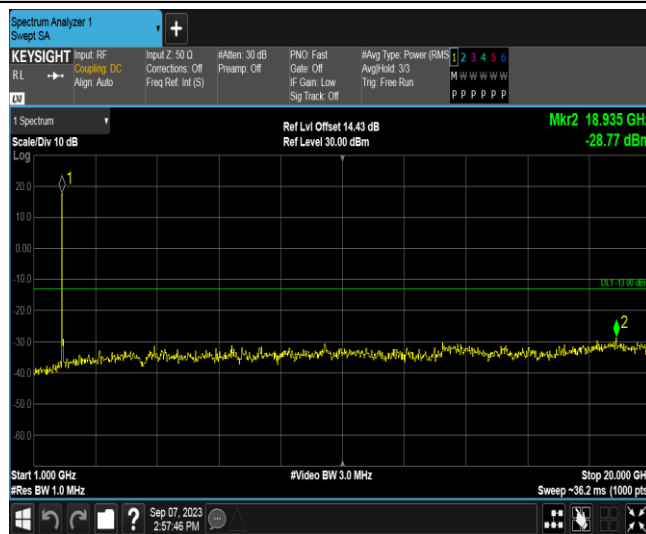 Spectrum Analyzer 1
Swept SA
+
KEYSIGHT Input: RF Input Z: 50 Ω #Atten: 30 dB PNO: Fast #Avg Type: Power (RMS 1 2 3 4 5 6
RL Coupling: DC Corrections: Off Preamp: Off Gate: Off Avg|Hold: 3/3 M W W W W W
Align: Auto Freq Ref: Int (S) IF Gain: Low Trig: Free Run
Sig Track: Off P P P P P P
LXI
1 Spectrum
Ref Lvl Offset 14.43 dB Mkr2 18.935 GHz
Scale/Div 10 dB Ref Level 30.00 dBm -28.77 dBm
Log
1
20.0
10.0
0.00
-10.0
DL1 -13.00 dBm
-20.0
2
-30.0
-40.0
-50.0
-60.0
Start 1.000 GHz #Video BW 3.0 MHz Stop 20.000 GHz
#Res BW 1.0 MHz Sweep ~36.2 ms (1000 pts)
? Sep 07, 2023
2:57:46 PM